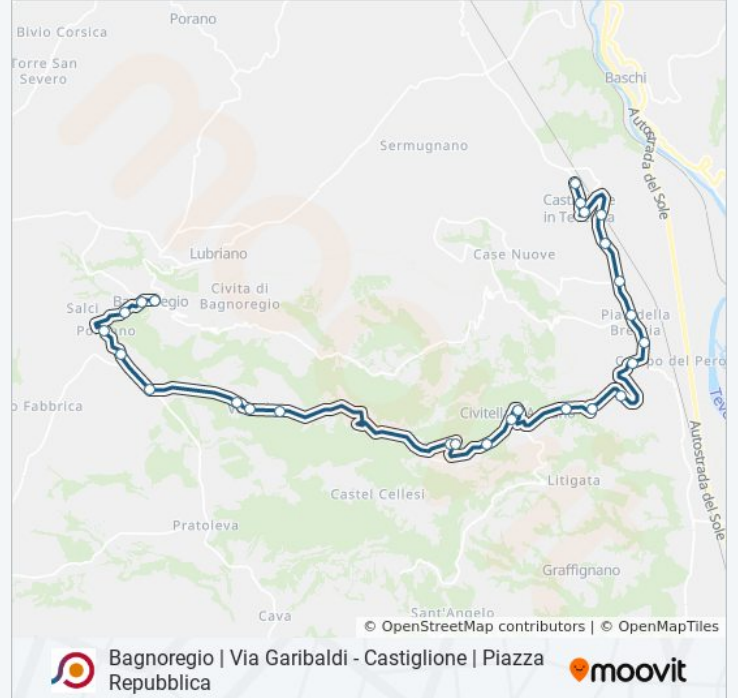 Porano
Bivio Corsica
Torre San
Severo
Baschi
Autostrada del Sole
Sermugnano
in
Case Nuove
Lubriano
Civita di
Bagnoregio
Salci
Fabbrica
Litigata
Castel Cellesi
Pratoleva
Autostrada del Sole
Graffignano
Cava
Sant'Angelo
© OpenStreetMap contributors | © OpenMapTiles
Bagnoregio | Via Garibaldi - Castiglione | Piazza
Repubblica
moovit